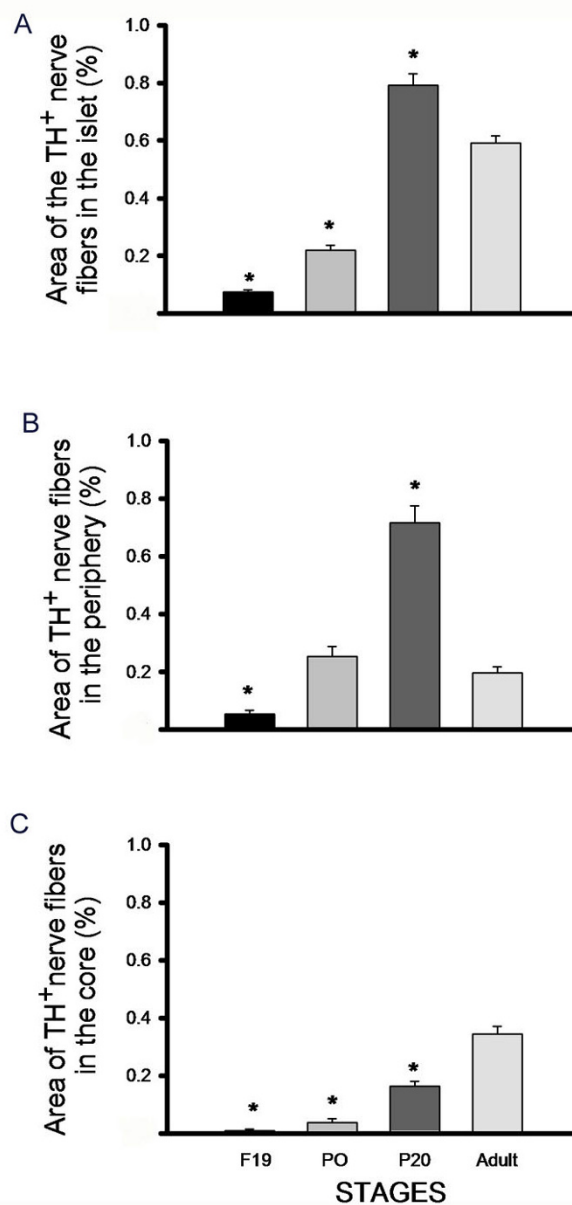 A
Area of the TH+ nerve
fibers in the islet (%)
1.0
0.8
0.6
0.4
0.2
*
*
*
B
Area of TH+ nerve fibers
in the periphery (%)
1.0
0.8
0.6
0.4
0.2
*
*
C
Area of TH+nerve fibers
in the core (%)
1.0
0.8
0.6
0.4
0.2
*
*
*
F19 PO P20 Adult
STAGES